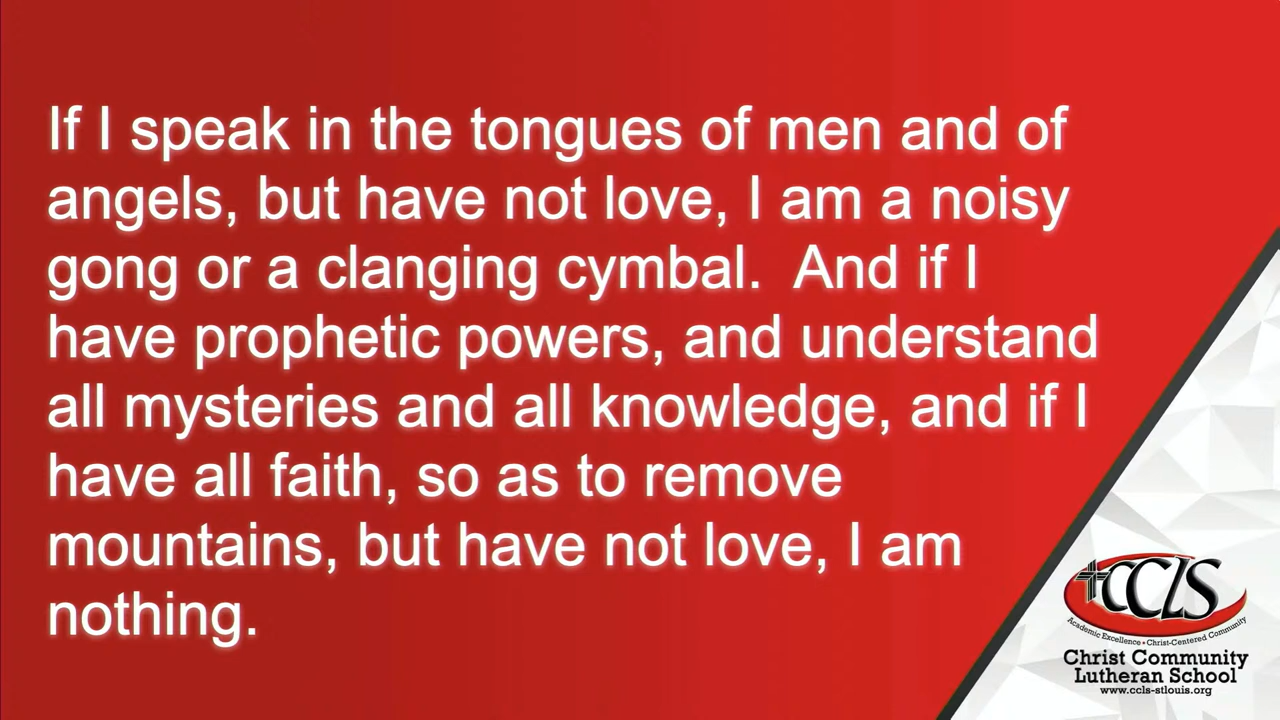 If I speak in the tongues of men and of
angels, but have not love, I am a noisy
gong or a clanging cymbal.  And if I
have prophetic powers, and understand
all mysteries and all knowledge, and if I
have all faith, so as to remove
mountains, but have not love, I am
nothing.
CCLS
Academic Excellence • Christ-Centered Community
Christ Community
Lutheran School
www.ccls-stlouis.org